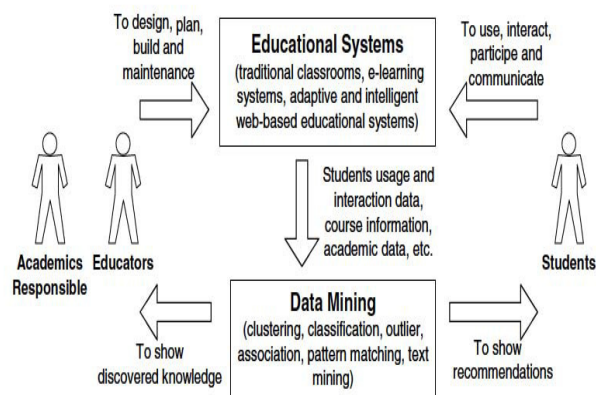 To design, plan,
build and
maintenance
Educational Systems
(traditional classrooms, e-learning
systems, adaptive and intelligent
web-based educational systems)
To use, interact,
participe and
communicate
Students usage and
interaction data,
course information,
academic data, etc.
Academics
Responsible
Educators
Students
Data Mining
(clustering, classification, outlier,
association, pattern matching, text
mining)
To show
discovered knowledge
To show
recommendations